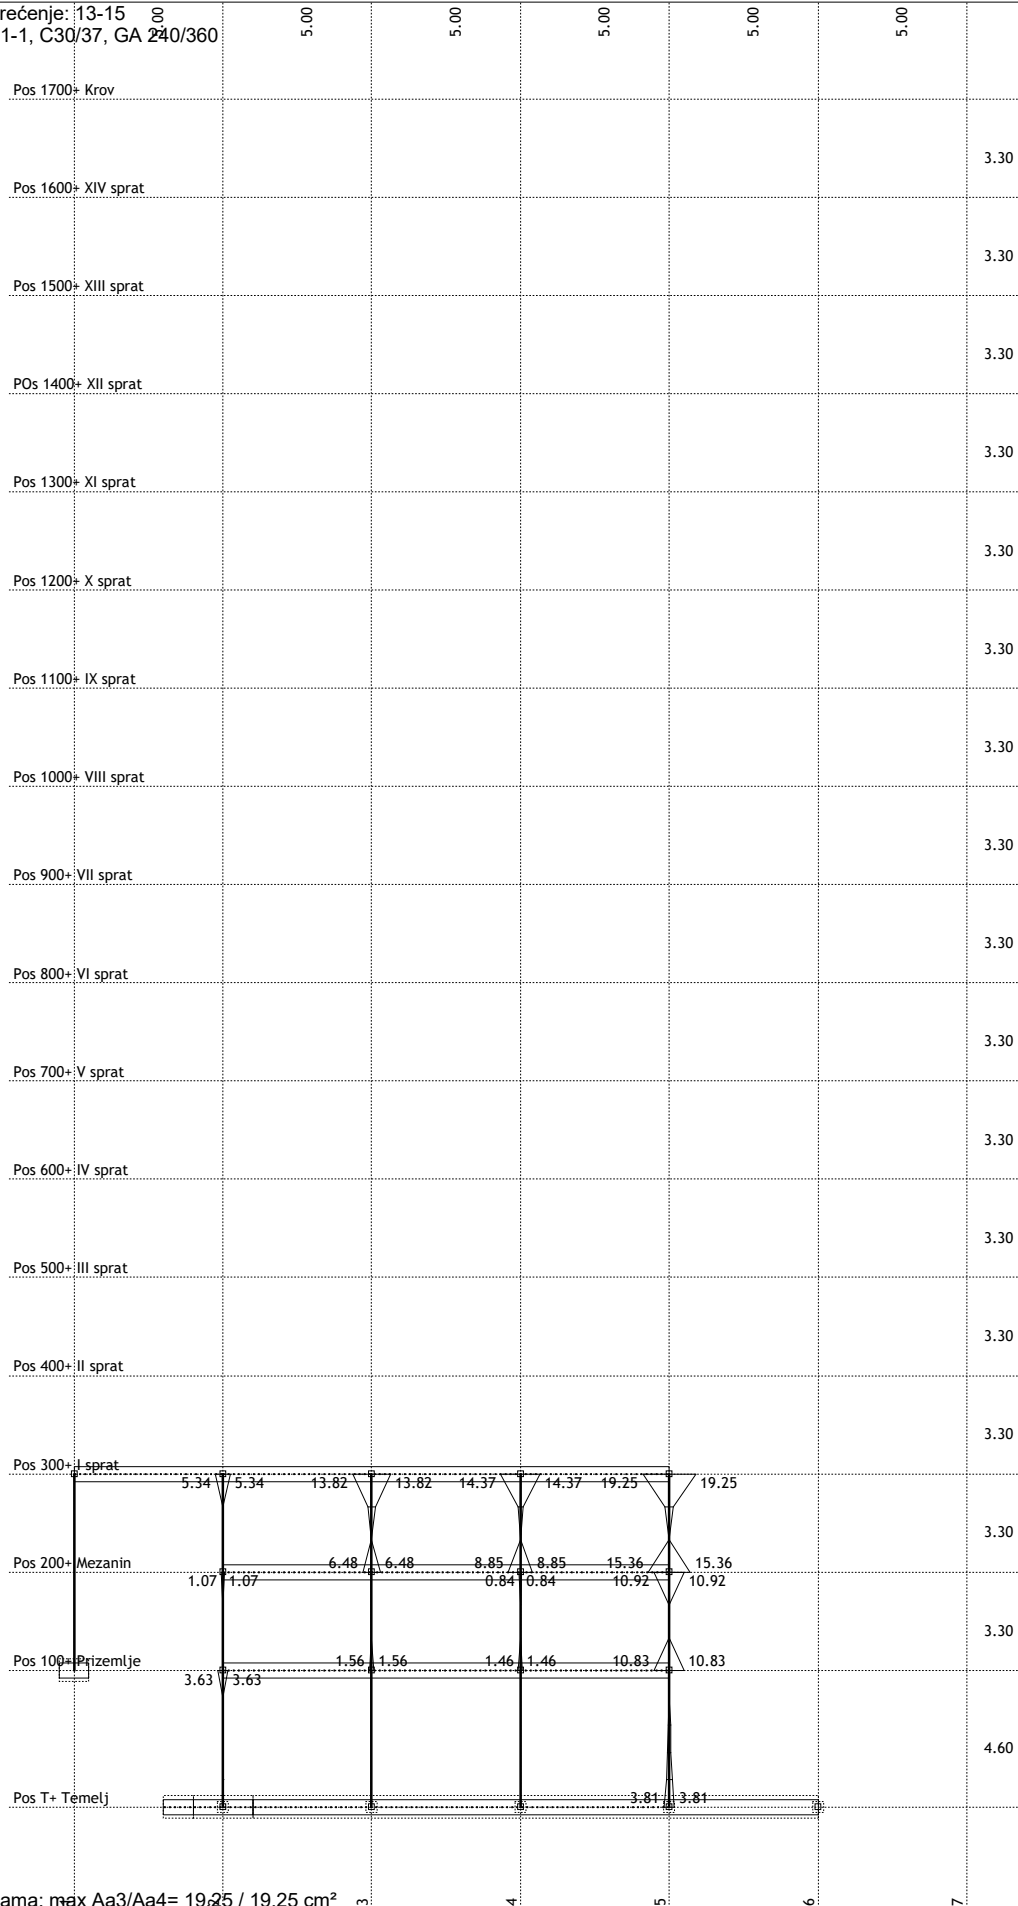 rećenje: 13-15
1-1, C30/37, GA 240/360
5.00 5.00 5.00 5.00 5.00 5.00
Pos 1700+ Krov
3.30
Pos 1600+ XIV sprat
3.30
Pos 1500+ XIII sprat
3.30
POs 1400+ XII sprat
3.30
Pos 1300+ XI sprat
3.30
Pos 1200+ X sprat
3.30
Pos 1100+ IX sprat
3.30
Pos 1000+ VIII sprat
3.30
Pos 900+ VII sprat
3.30
Pos 800+ VI sprat
3.30
Pos 700+ V sprat
3.30
Pos 600+ IV sprat
3.30
Pos 500+ III sprat
3.30
Pos 400+ II sprat
3.30
Pos 300+ I sprat
5.34 5.34 13.82 13.82 14.37 14.37 19.25 19.25
3.30
Pos 200+ Mezanin 6.48 6.48 8.85 8.85 15.36 15.36
1.07 1.07 0.84 0.84 10.92 10.92
3.30
Pos 100+ Prizemlje 1.56 1.56 1.46 1.46 10.83 10.83
3.63 3.63
4.60
Pos T+ Temelj 3.81 3.81
ama: max Aa3/Aa4= 19.25 / 19.25 cm²
3 4 5 6 7